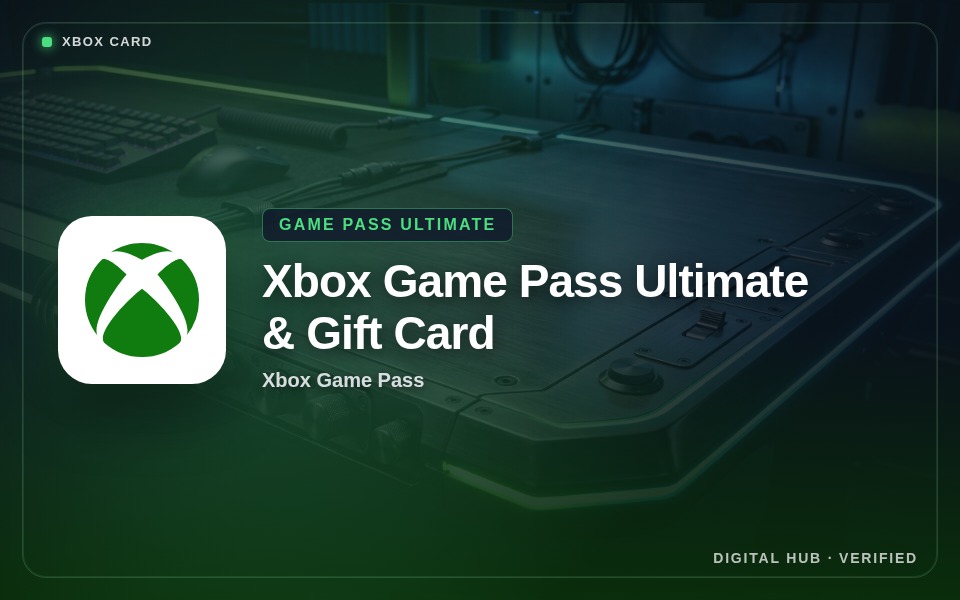 XBOX CARD
GAME PASS ULTIMATE
Xbox Game Pass Ultimate
& Gift Card
Xbox Game Pass
DIGITAL HUB · VERIFIED